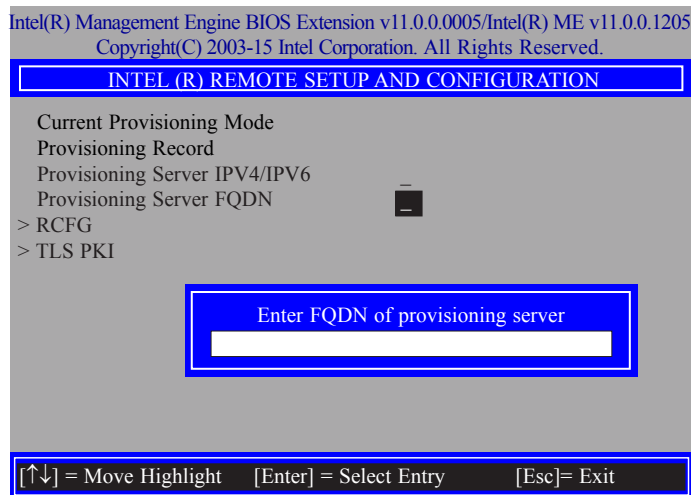 Intel(R) Management Engine BIOS Extension v11.0.0.0005/Intel(R) ME v11.0.0.1205
Copyright(C) 2003-15 Intel Corporation. All Rights Reserved.
INTEL (R) REMOTE SETUP AND CONFIGURATION
Current Provisioning Mode
Provisioning Record
Provisioning Server IPV4/IPV6 _
Provisioning Server FQDN _
> RCFG
> TLS PKI
Enter FQDN of provisioning server
[↑↓] = Move Highlight [Enter] = Select Entry [Esc]= Exit